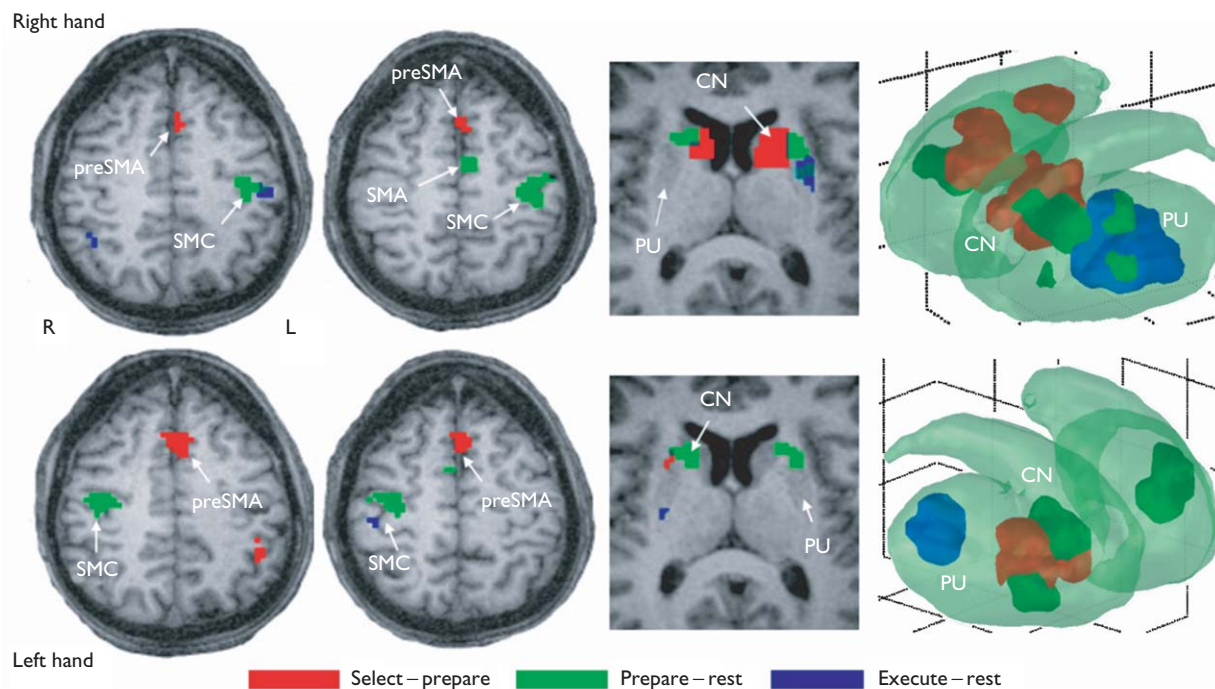 Right hand
preSMA
preSMA
SMA
SMC
SMC
CN
PU
CN
PU
R
L
preSMA
SMC
preSMA
SMC
CN
PU
CN
PU
Left hand
Select – prepare
Prepare – rest
Execute – rest